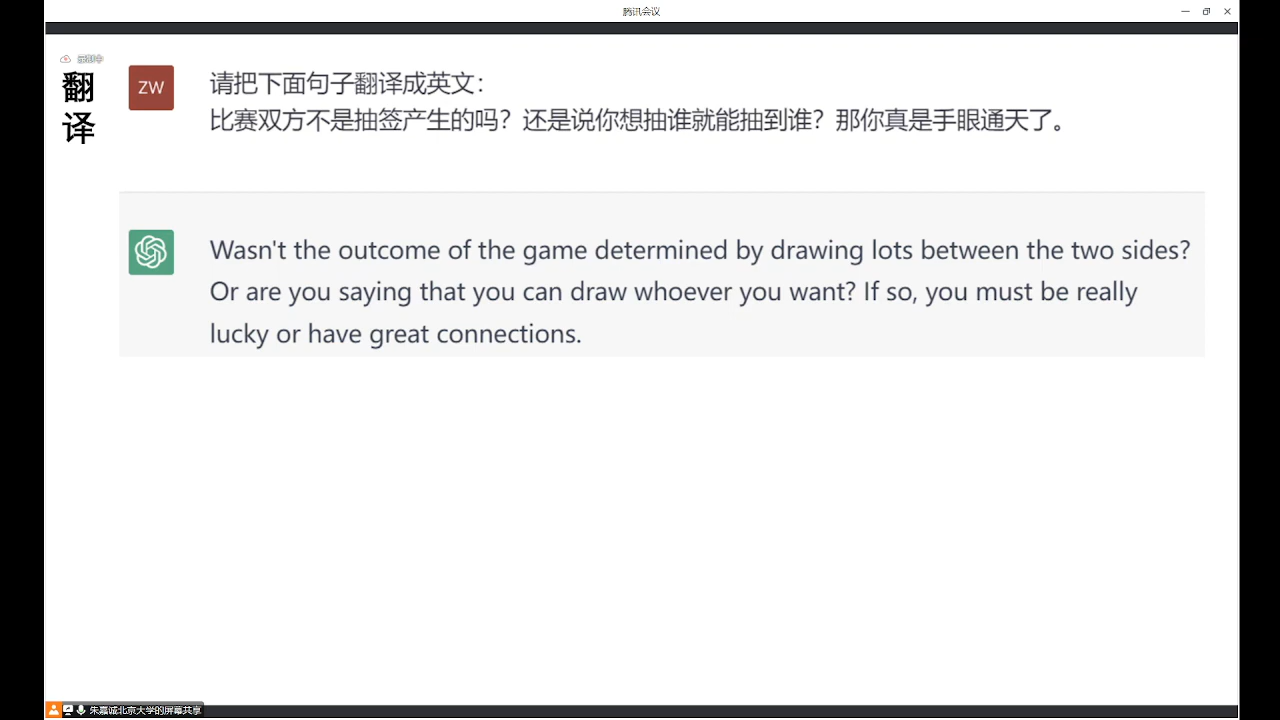 腾讯会议
录制中
翻
译
ZW
请把下面句子翻译成英文：
比赛双方不是抽签产生的吗？还是说你想抽谁就能抽到谁？那你真是手眼通天了。
Wasn't the outcome of the game determined by drawing lots between the two sides?
Or are you saying that you can draw whoever you want? If so, you must be really
lucky or have great connections.
朱嘉诚北京大学的屏幕共享